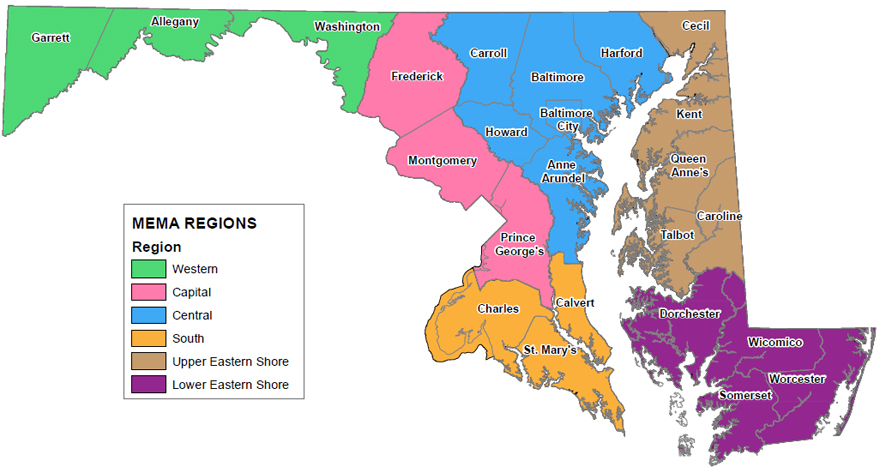 Garrett
Allegany
Washington
Frederick
Carroll
Baltimore
Harford
Cecil
Baltimore
City
Howard
Montgomery
Anne
Arundel
Kent
Queen
Anne's
Caroline
Talbot
Prince
George's
Charles
Calvert
St. Mary's
Dorchester
Wicomico
Worcester
Somerset
MEMA REGIONS
Region
Western
Capital
Central
South
Upper Eastern Shore
Lower Eastern Shore